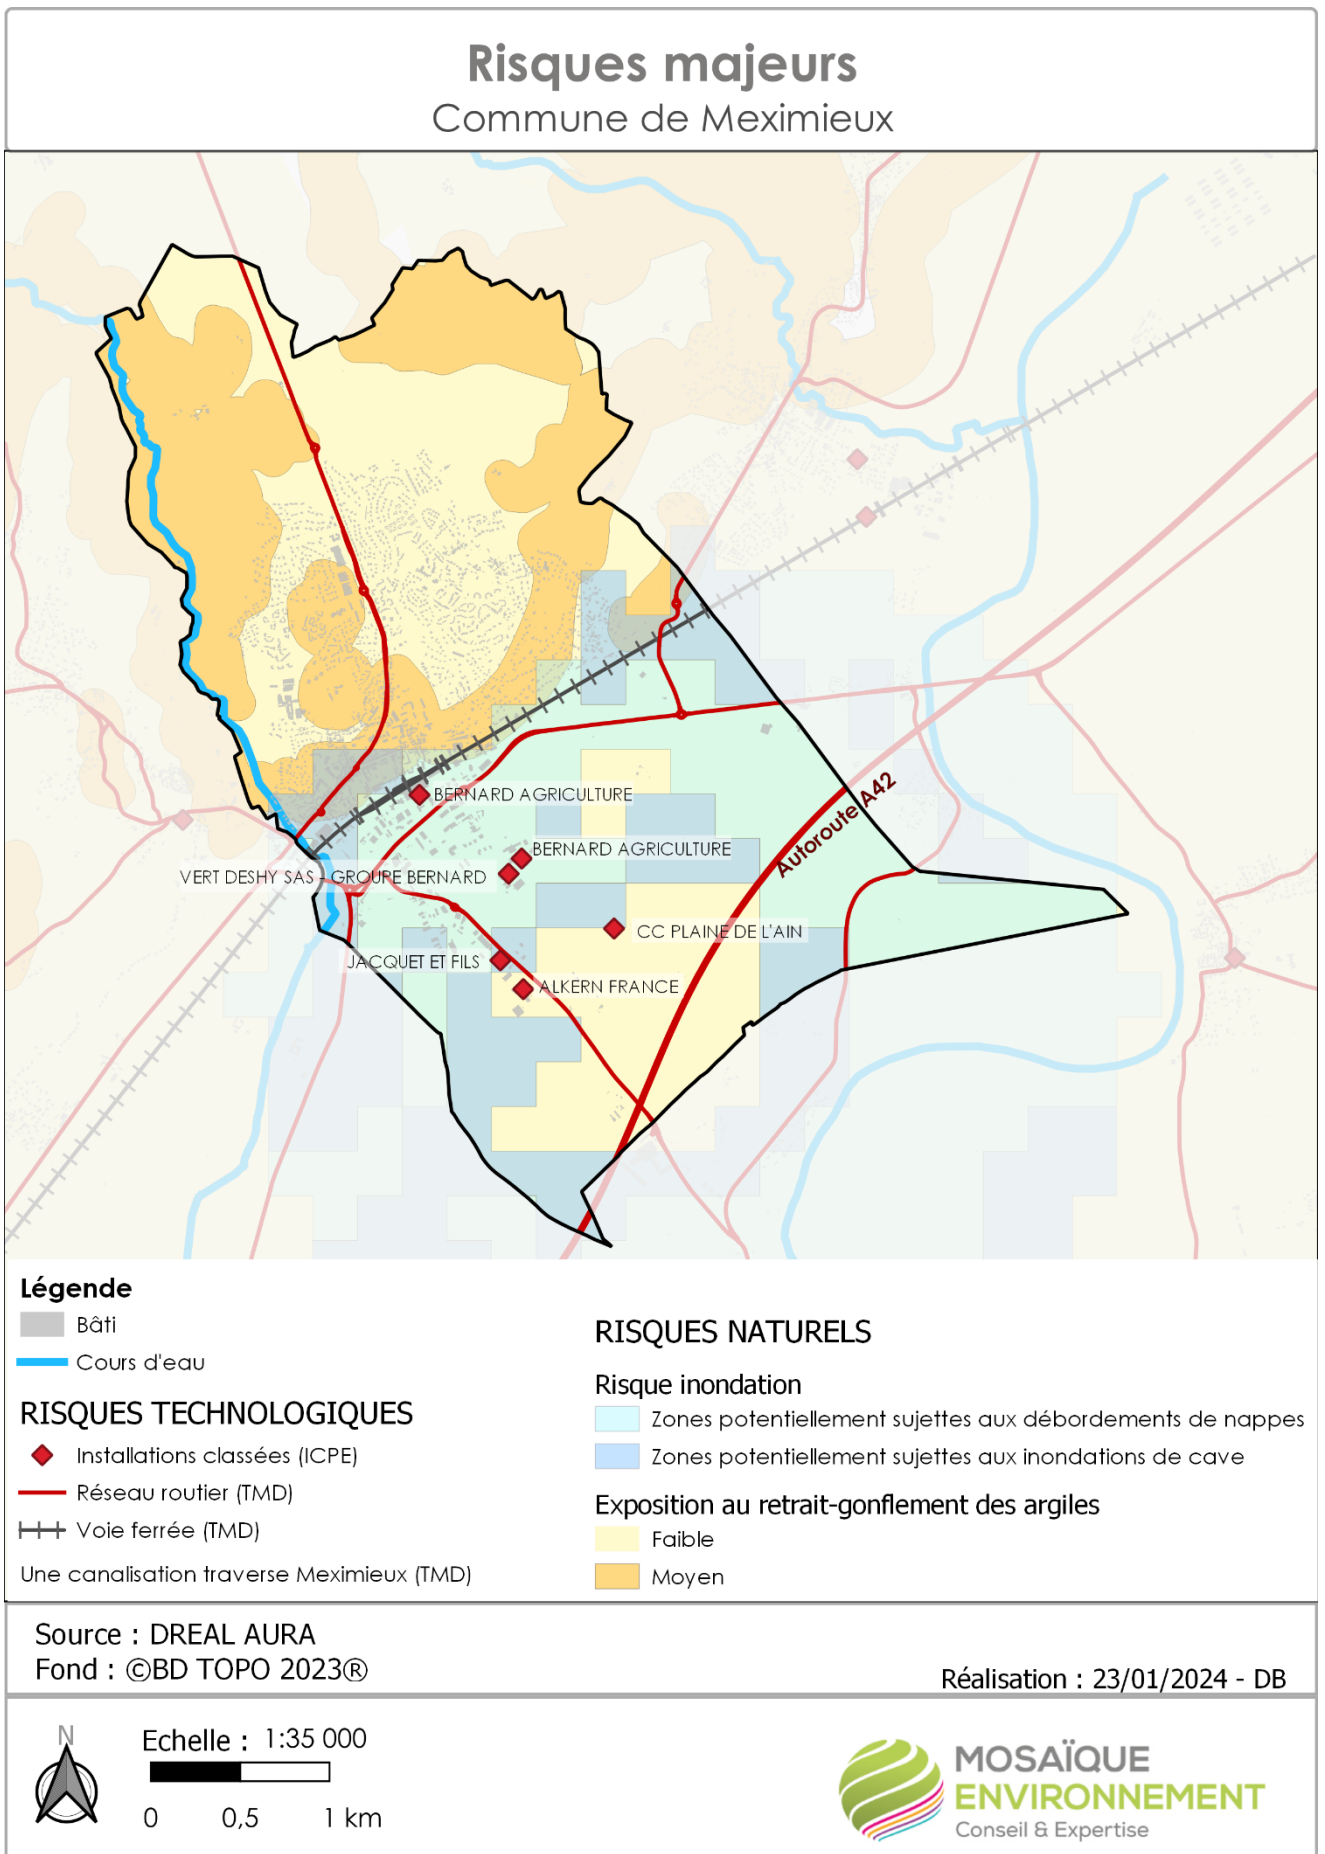 Risques majeurs
Commune de Meximieux
Autoroute A42
BERNARD AGRICULTURE
BERNARD AGRICULTURE
VERT DESHY SAS - GROUPE BERNARD
CC PLAINE DE L'AIN
JACQUET ET FILS
ALKERN FRANCE
Légende
Bâti
Cours d'eau
RISQUES TECHNOLOGIQUES
Installations classées (ICPE)
Réseau routier (TMD)
Voie ferrée (TMD)
Une canalisation traverse Meximieux (TMD)
RISQUES NATURELS
Risque inondation
Zones potentiellement sujettes aux débordements de nappes
Zones potentiellement sujettes aux inondations de cave
Exposition au retrait-gonflement des argiles
Faible
Moyen
Source : DREAL AURA
Fond : ©BD TOPO 2023®
Réalisation : 23/01/2024 - DB
N
Echelle : 1:35 000
0 0,5 1 km
MOSAÏQUE
ENVIRONNEMENT
Conseil & Expertise